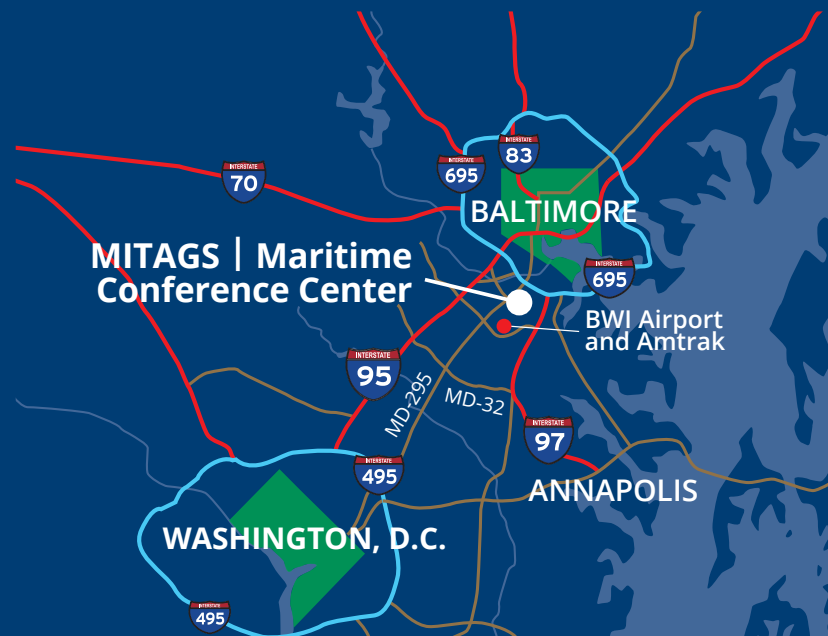 INTERSTATE
83
INTERSTATE
695
INTERSTATE
70
BALTIMORE
MITAGS | Maritime
Conference Center
INTERSTATE
695
BWI Airport
and Amtrak
INTERSTATE
95
MD-295
MD-32
INTERSTATE
97
INTERSTATE
495
ANNAPOLIS
WASHINGTON, D.C.
INTERSTATE
495